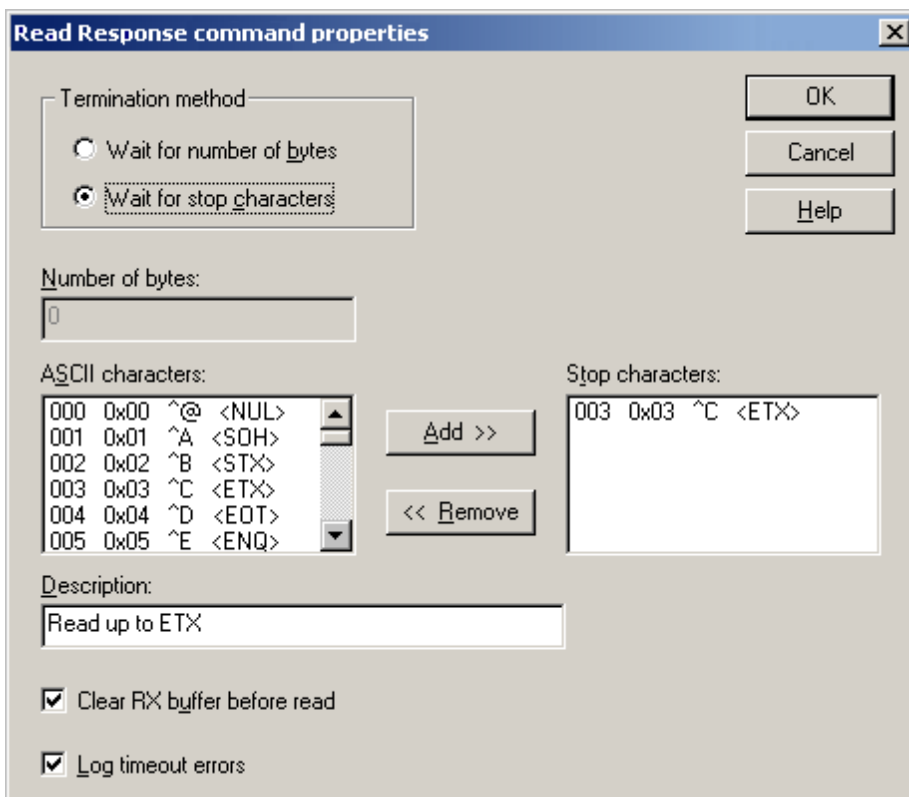 Read Response command properties
Termination method
Wait for number of bytes
Wait for stop characters
OK
Cancel
Help
Number of bytes:
0
ASCII characters:
000 0x00 ^@ <NUL>
001 0x01 ^A <SOH>
002 0x02 ^B <STX>
003 0x03 ^C <ETX>
004 0x04 ^D <EOT>
005 0x05 ^E <ENQ>
Add >>
<< Remove
Stop characters:
003 0x03 ^C <ETX>
Description:
Read up to ETX
Clear RX buffer before read
Log timeout errors